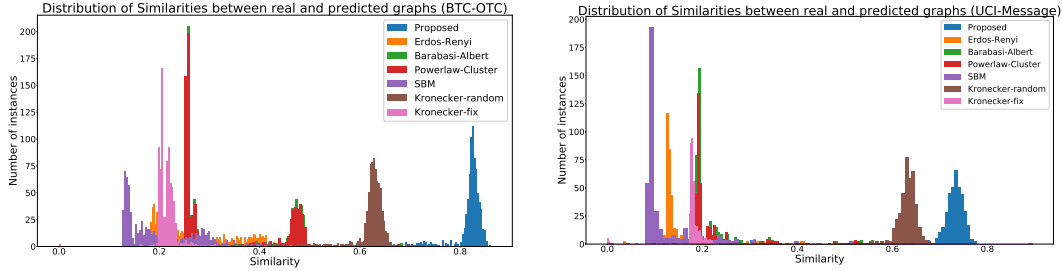 Distribution of Similarities between real and predicted graphs (BTC-OTC)
200
175
150
125
100
75
50
25
0
Number of instances
Proposed
Erdos-Renyi
Barabasi-Albert
Powerlaw-Cluster
SBM
Kronecker-random
Kronecker-fix
0.0 0.2 0.4 0.6 0.8
Similarity
Distribution of Similarities between real and predicted graphs (UCI-Message)
200
175
150
125
100
75
50
25
0
Number of instances
Proposed
Erdos-Renyi
Barabasi-Albert
Powerlaw-Cluster
SBM
Kronecker-random
Kronecker-fix
0.0 0.2 0.4 0.6 0.8
Similarity